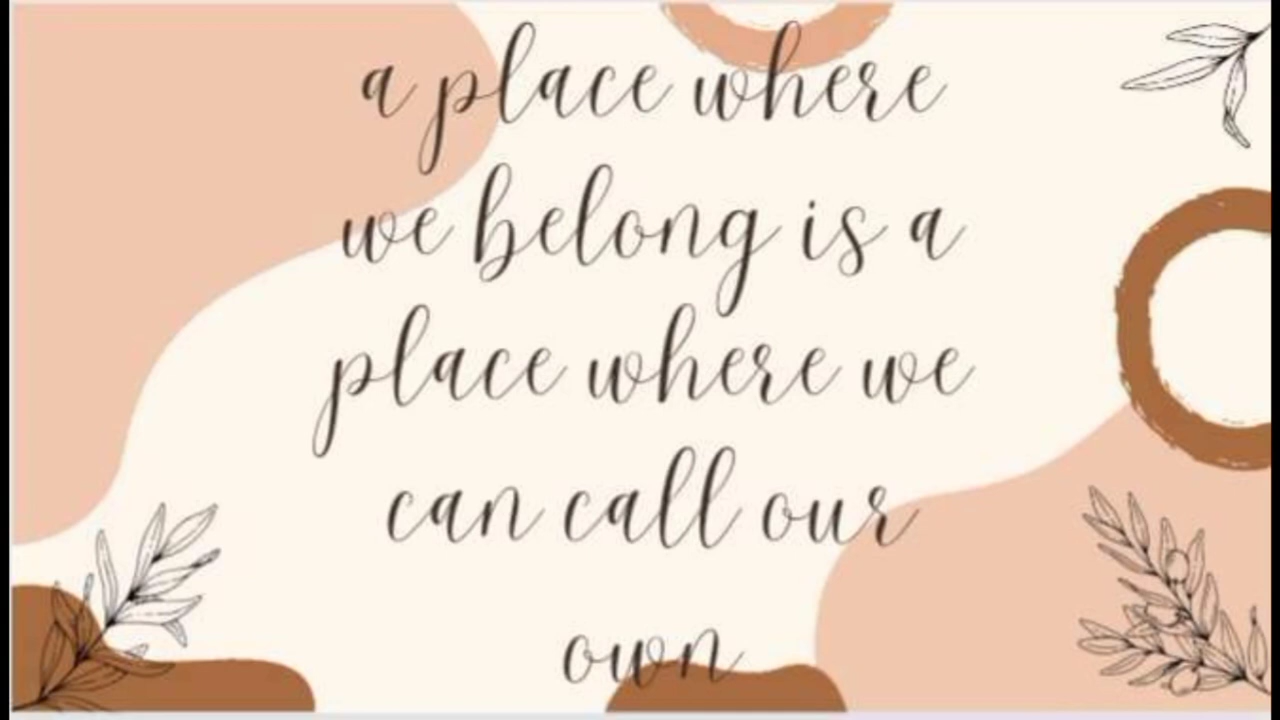 a place where
we belong is a
place where we
can call our
own